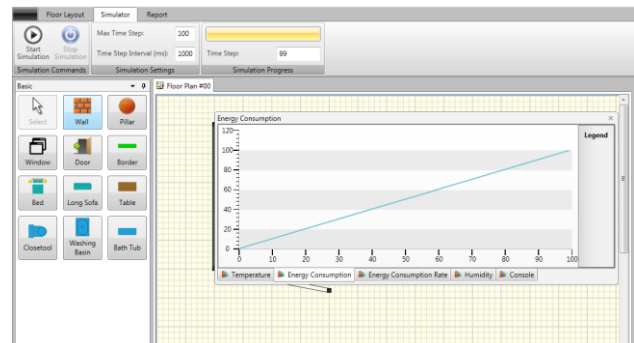 Floor Layout Simulator Report
Max Time Step: 100
Start Simulation Stop Simulation Time Step Interval (ms): 1000 Time Step: 99
Simulation Commands Simulation Settings Simulation Progress
Basic Floor Plan #00
Select Wall Pillar
Window Door Border
Bed Long Sofa Table
Closetool Washing Basin Bath Tub
Energy Consumption
Legend
120
100
80
60
40
20
0
0 10 20 30 40 50 60 70 80 90 100
Temperature Energy Consumption Energy Consumption Rate Humidity Console